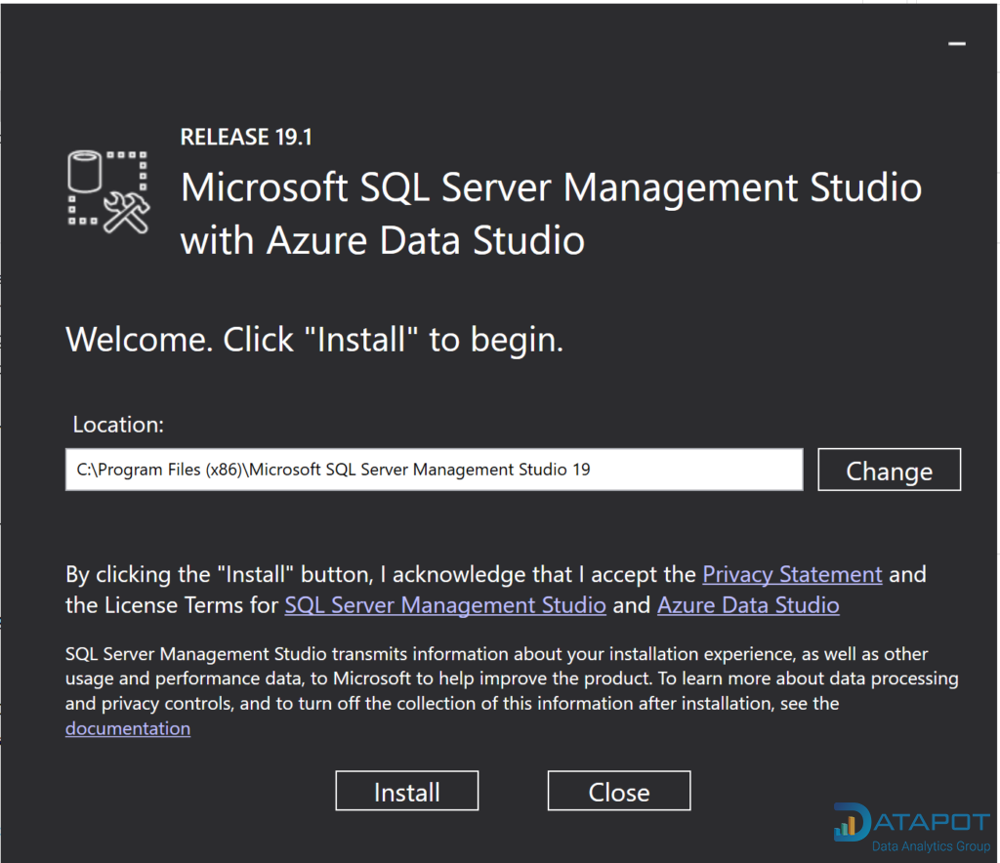 RELEASE 19.1
Microsoft SQL Server Management Studio
with Azure Data Studio
Welcome. Click "Install" to begin.
Location:
C:\Program Files (x86)\Microsoft SQL Server Management Studio 19
Change
By clicking the "Install" button, I acknowledge that I accept the Privacy Statement and
the License Terms for SQL Server Management Studio and Azure Data Studio
SQL Server Management Studio transmits information about your installation experience, as well as other
usage and performance data, to Microsoft to help improve the product. To learn more about data processing
and privacy controls, and to turn off the collection of this information after installation, see the
documentation
Install Close
DATAPOT
Data Analytics Group